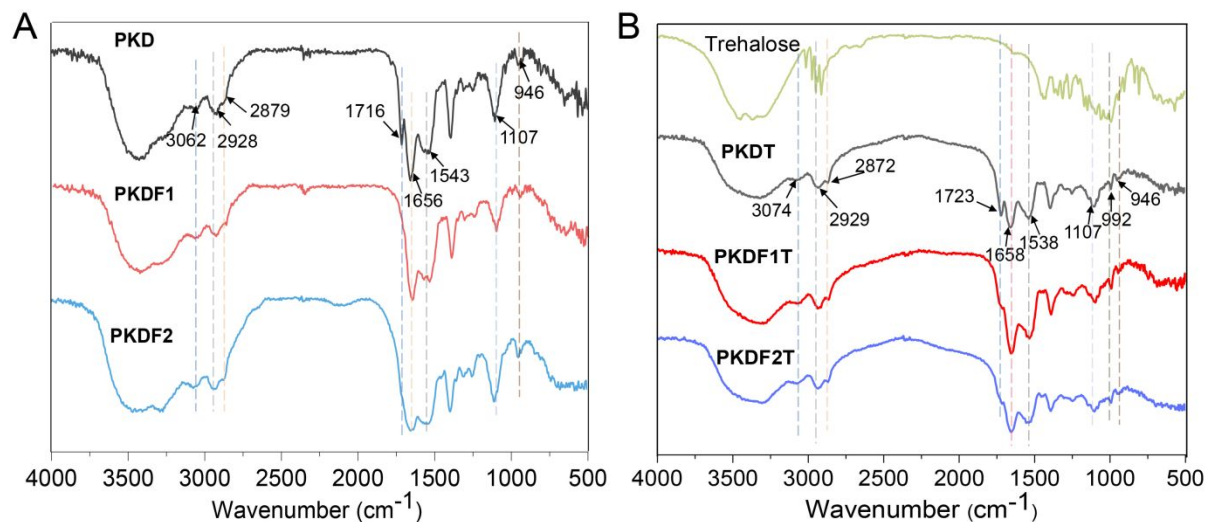 A
PKD
3062
2928
2879
1716
1656
1543
1107
946
PKDF1
PKDF2
4000 3500 3000 2500 2000 1500 1000 500
Wavenumber (cm⁻¹)
B
Trehalose
PKDT
3074
2929
2872
1723
1658
1538
1107
992
946
PKDF1T
PKDF2T
4000 3500 3000 2500 2000 1500 1000 500
Wavenumber (cm⁻¹)